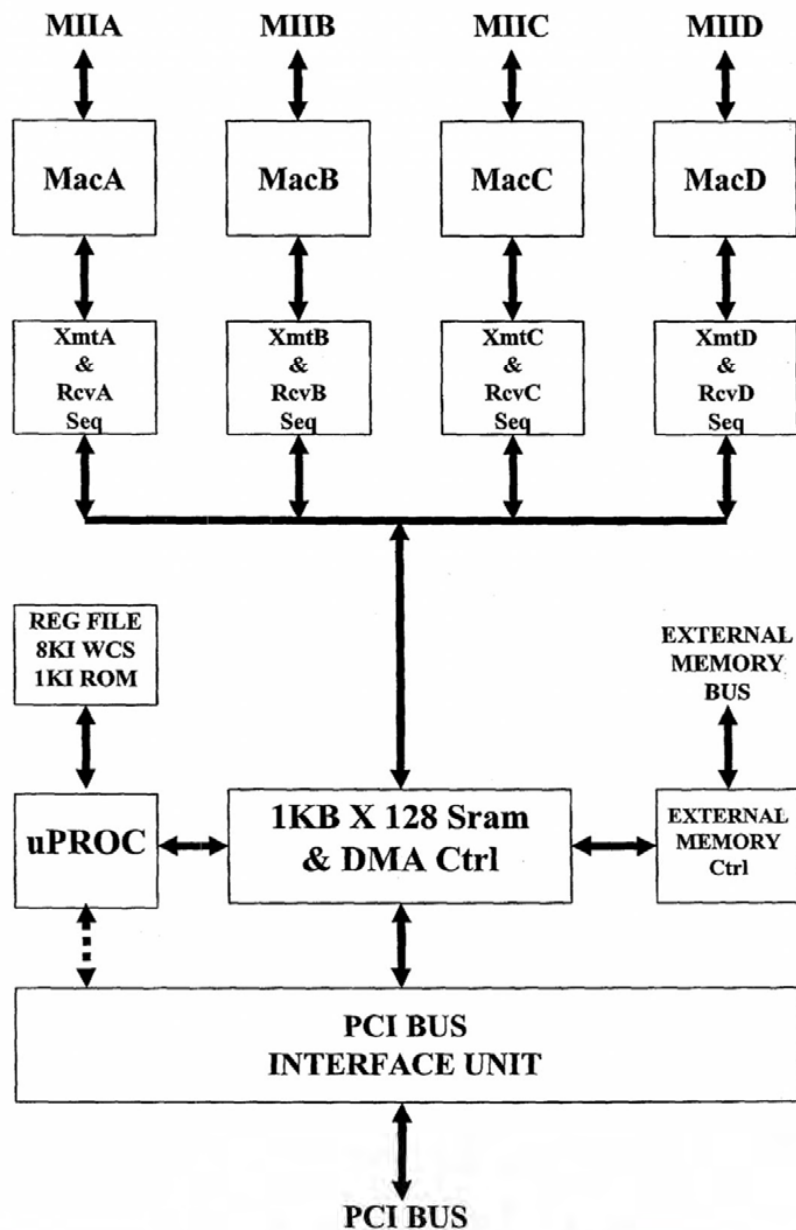 MIIA MIIB MIIC MIID
MacA MacB MacC MacD
XmtA
&
RcvA
Seq
XmtB
&
RcvB
Seq
XmtC
&
RcvC
Seq
XmtD
&
RcvD
Seq
REG FILE
8KI WCS
1KI ROM
EXTERNAL
MEMORY
BUS
uPROC
1KB X 128 Sram
& DMA Ctrl
EXTERNAL
MEMORY
Ctrl
PCI BUS
INTERFACE UNIT
PCI BUS